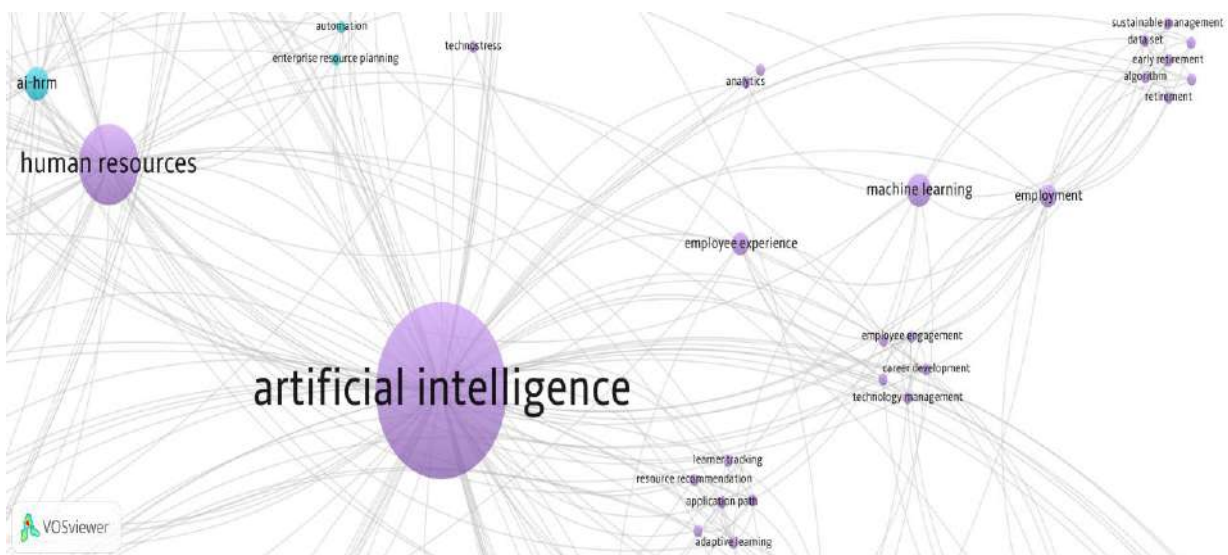 automation
technostress
enterprise resource planning
ai-hrm
human resources
analytics
sustainable management
data set
early retirement
algorithm
retirement
machine learning
employment
employee experience
artificial intelligence
employee engagement
career development
technology management
learner tracking
resource recommendation
application path
adaptive learning
VOSviewer